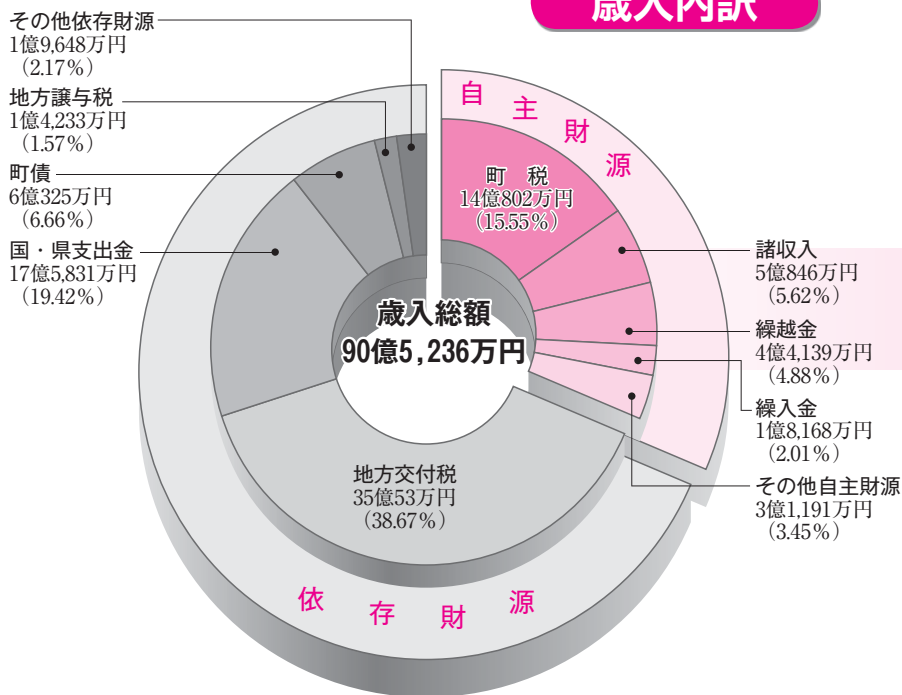 歳入内訳
その他依存財源
1億9,648万円
（2.17%）
地方譲与税
1億4,233万円
（1.57%）
町債
6億325万円
（6.66%）
国・県支出金
17億5,831万円
（19.42%）
自主財源
町　税
14億802万円
（15.55%）
諸収入
5億846万円
（5.62%）
繰越金
4億4,139万円
（4.88%）
繰入金
1億8,168万円
（2.01%）
その他自主財源
3億1,191万円
（3.45%）
歳入総額
90億5,236万円
地方交付税
35億53万円
（38.67%）
依存財源